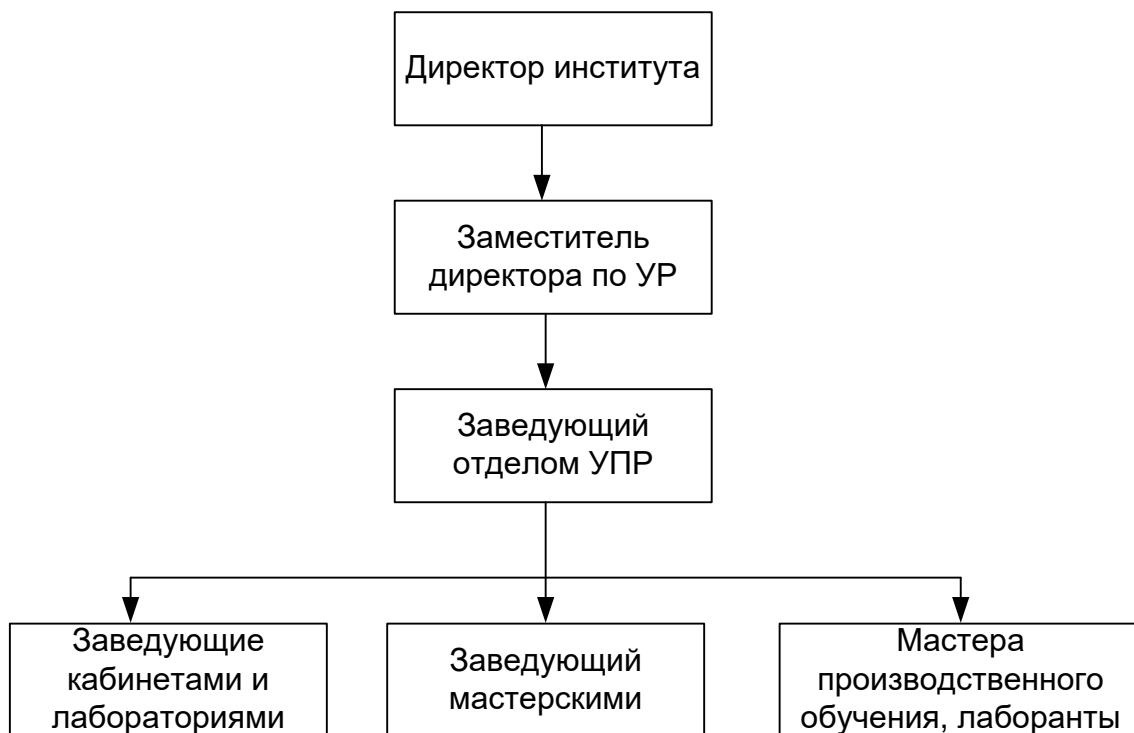 Директор института
Заместитель
директора по УР
Заведующий
отделом УПР
Заведующие
кабинетами и
лабораториями
Заведующий
мастерскими
Мастера
производственного
обучения, лаборанты